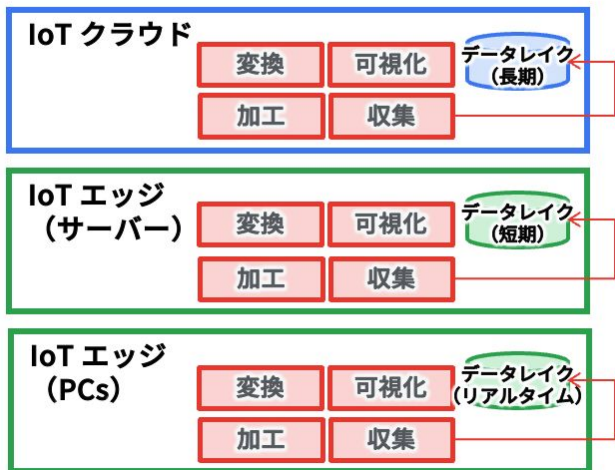 IoT クラウド
変換
可視化
データレイク
(長期)
加工
収集
IoT エッジ
(サーバー)
変換
可視化
データレイク
(短期)
加工
収集
IoT エッジ
(PCs)
変換
可視化
データレイク
(リアルタイム)
加工
収集